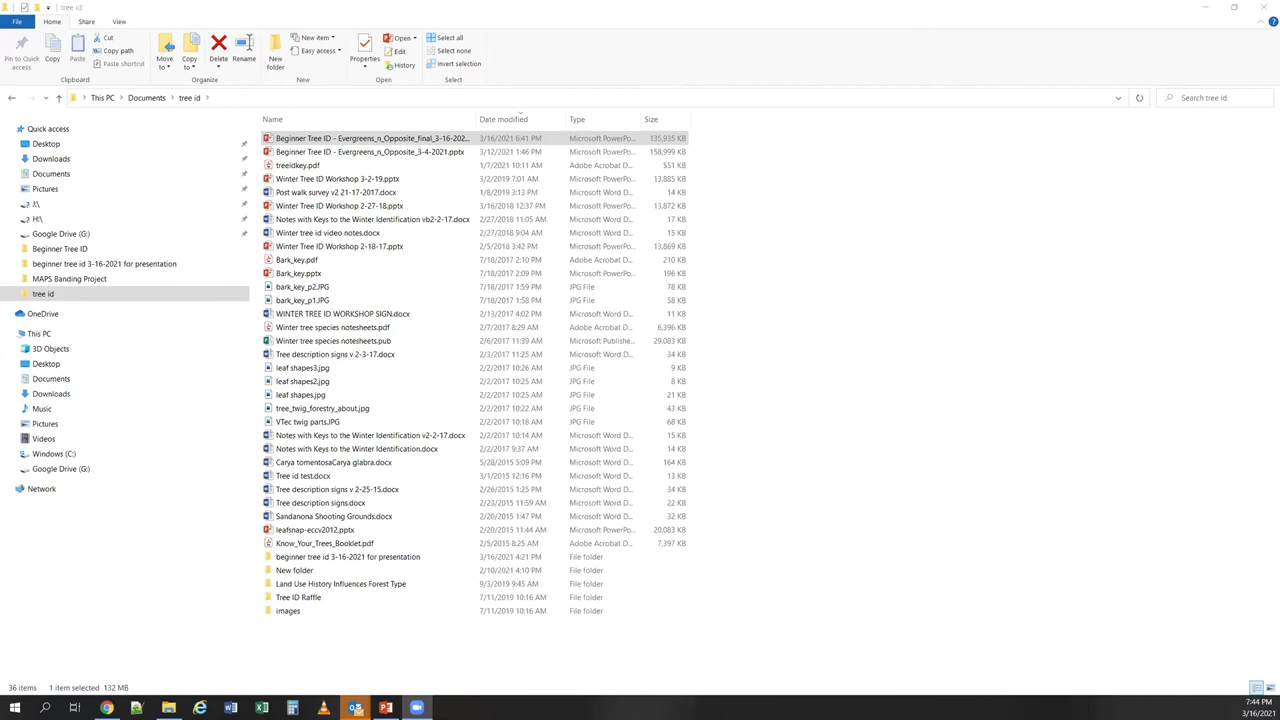 tree id
File Home Share View
Pin to Quick access
Copy
Paste
Cut
Copy path
Paste shortcut
Clipboard
Move to
Copy to
Delete
Rename
Organize
New folder
New item
Easy access
New
Properties
Open
Edit
History
Open
Select all
Select none
Invert selection
Select
This PC > Documents > tree id >
Search tree id
Name Date modified Type Size
Quick access
Desktop
Downloads
Documents
Pictures
I:\
H:\
Google Drive (G:)
Beginner Tree ID
beginner tree id 3-16-2021 for presentation
MAPS Banding Project
tree id
OneDrive
This PC
3D Objects
Desktop
Documents
Downloads
Music
Pictures
Videos
Windows (C:)
Google Drive (G:)
Network
Beginner Tree ID - Evergreens_n_Opposite_final_3-16-202... 3/16/2021 6:41 PM Microsoft PowerPo... 135,935 KB
Beginner Tree ID - Evergreens_n_Opposite_3-4-2021.pptx 3/12/2021 1:46 PM Microsoft PowerPo... 158,999 KB
treeidkey.pdf 1/7/2021 10:11 AM Adobe Acrobat D... 551 KB
Winter Tree ID Workshop 3-2-19.pptx 3/2/2019 7:01 AM Microsoft PowerPo... 13,885 KB
Post walk survey v2 21-17-2017.docx 1/8/2019 3:13 PM Microsoft Word D... 14 KB
Winter Tree ID Workshop 2-27-18.pptx 3/16/2018 12:37 PM Microsoft PowerPo... 13,872 KB
Notes with Keys to the Winter Identification vb2-2-17.docx 2/27/2018 11:05 AM Microsoft Word D... 17 KB
Winter tree id video notes.docx 2/27/2018 9:04 AM Microsoft Word D... 15 KB
Winter Tree ID Workshop 2-18-17.pptx 2/5/2018 3:42 PM Microsoft PowerPo... 13,869 KB
Bark_key.pdf 7/18/2017 2:10 PM Adobe Acrobat D... 210 KB
Bark_key.pptx 7/18/2017 2:09 PM Microsoft PowerPo... 196 KB
bark_key_p2.JPG 7/18/2017 1:59 PM JPG File 78 KB
bark_key_p1.JPG 7/18/2017 1:58 PM JPG File 58 KB
WINTER TREE ID WORKSHOP SIGN.docx 2/13/2017 4:02 PM Microsoft Word D... 11 KB
Winter tree species notesheets.pdf 2/7/2017 8:29 AM Adobe Acrobat D... 6,396 KB
Winter tree species notesheets.pub 2/6/2017 11:39 AM Microsoft Publishe... 29,083 KB
Tree description signs v 2-3-17.docx 2/3/2017 11:25 AM Microsoft Word D... 34 KB
leaf shapes3.jpg 2/2/2017 10:26 AM JPG File 9 KB
leaf shapes2.jpg 2/2/2017 10:25 AM JPG File 8 KB
leaf shapes.jpg 2/2/2017 10:25 AM JPG File 21 KB
tree_twig_forestry_about.jpg 2/2/2017 10:22 AM JPG File 43 KB
VTec twig parts.JPG 2/2/2017 10:18 AM JPG File 68 KB
Notes with Keys to the Winter Identification v2-2-17.docx 2/2/2017 10:14 AM Microsoft Word D... 15 KB
Notes with Keys to the Winter Identification.docx 2/2/2017 9:37 AM Microsoft Word D... 14 KB
Carya tomentosaCarya glabra.docx 5/28/2015 5:09 PM Microsoft Word D... 164 KB
Tree id test.docx 3/1/2015 12:16 PM Microsoft Word D... 13 KB
Tree description signs v 2-25-15.docx 2/26/2015 1:25 PM Microsoft Word D... 34 KB
Tree description signs.docx 2/23/2015 11:59 AM Microsoft Word D... 22 KB
Sandanona Shooting Grounds.docx 2/20/2015 1:47 PM Microsoft Word D... 32 KB
leafsnap-eccv2012.pptx 2/20/2015 11:44 AM Microsoft PowerPo... 20,083 KB
Know_Your_Trees_Booklet.pdf 2/5/2015 8:25 AM Adobe Acrobat D... 7,397 KB
beginner tree id 3-16-2021 for presentation 3/16/2021 4:21 PM File folder
New folder 2/10/2021 4:10 PM File folder
Land Use History Influences Forest Type 9/3/2019 9:45 AM File folder
Tree ID Raffle 7/11/2019 10:16 AM File folder
images 7/11/2019 10:16 AM File folder
36 items 1 item selected 132 MB
7:44 PM
3/16/2021